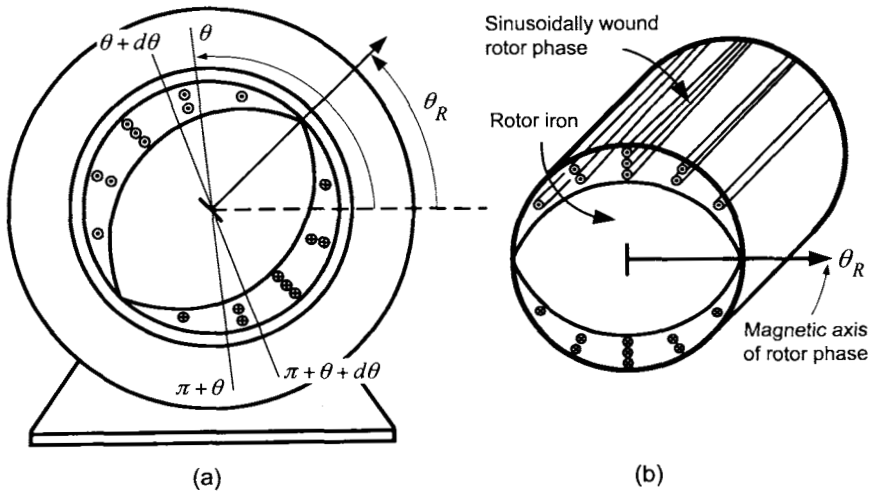 θ + dθ
θ
θ_R
π + θ
π + θ + dθ
(a)
Sinusoidally wound
rotor phase
Rotor iron
θ_R
Magnetic axis
of rotor phase
(b)